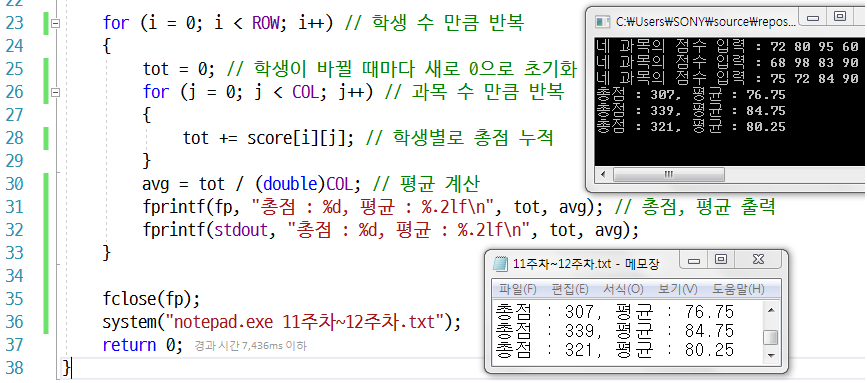 22
23 for (i = 0; i < ROW; i++) // 학생 수 만큼 반복
24 {
25 tot = 0; // 학생이 바뀔 때마다 새로 0으로 초기화
26 for (j = 0; j < COL; j++) // 과목 수 만큼 반복
27 {
28 tot += score[i][j]; // 학생별로 총점 누적
29 }
30 avg = tot / (double)COL; // 평균 계산
31 fprintf(fp, "총점 : %d, 평균 : %.2lf\n", tot, avg); // 총점, 평균 출력
32 fprintf(stdout, "총점 : %d, 평균 : %.2lf\n", tot, avg);
33 }
34
35 fclose(fp);
36 system("notepad.exe 11주차~12주차.txt");
37 return 0; 경과 시간 7,436ms 이하
38 }
C:₩Users₩SONY₩source₩repos...
네 과목의 점수 입력 : 72 80 95 60
네 과목의 점수 입력 : 68 98 83 90
네 과목의 점수 입력 : 75 72 84 90
총점 : 307, 평균 : 76.75
총점 : 339, 평균 : 84.75
총점 : 321, 평균 : 80.25
11주차~12주차.txt - 메모장
파일(F) 편집(E) 서식(O) 보기(V) 도움말(H)
총점 : 307, 평균 : 76.75
총점 : 339, 평균 : 84.75
총점 : 321, 평균 : 80.25